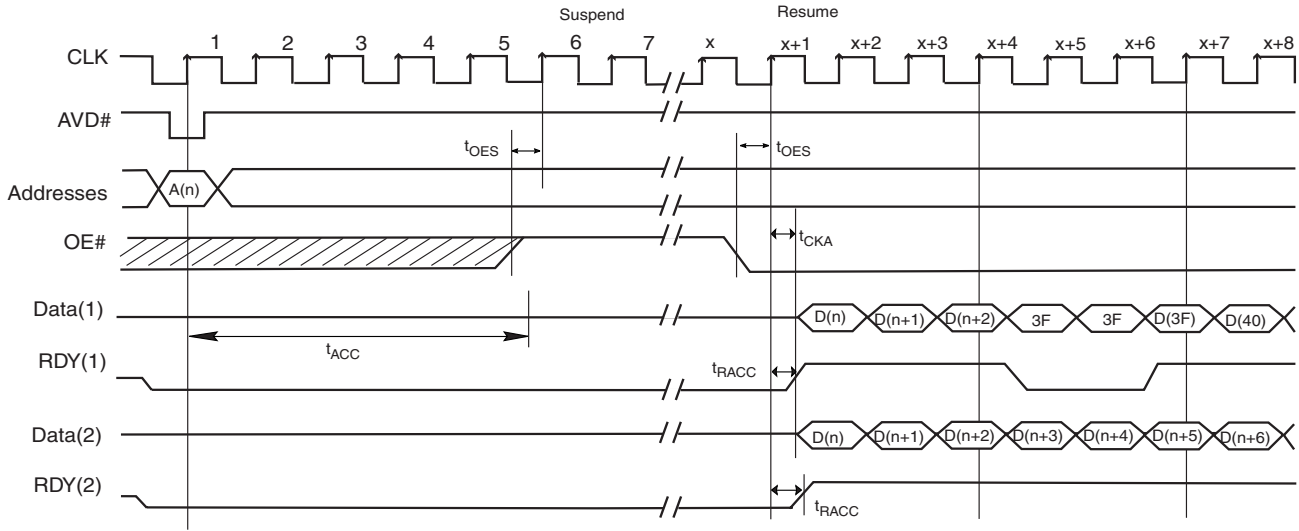 Suspend Resume
CLK 1 2 3 4 5 6 7 x x+1 x+2 x+3 x+4 x+5 x+6 x+7 x+8
AVD#
tOES tOES
Addresses A(n)
OE# tCKA
Data(1) D(n) D(n+1) D(n+2) 3F 3F D(3F) D(40)
tACC
RDY(1) tRACC
Data(2) D(n) D(n+1) D(n+2) D(n+3) D(n+4) D(n+5) D(n+6)
RDY(2) tRACC